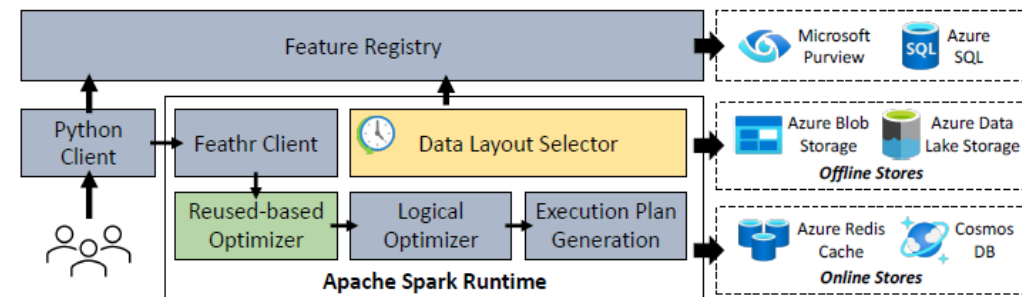 Feature Registry
Microsoft
Purview
SQL
Azure
SQL
Python
Client
Feathr Client
Data Layout Selector
Azure Blob
Storage
Azure Data
Lake Storage
Offline Stores
Reused-based
Optimizer
Logical
Optimizer
Execution Plan
Generation
Azure Redis
Cache
Cosmos
DB
Online Stores
Apache Spark Runtime